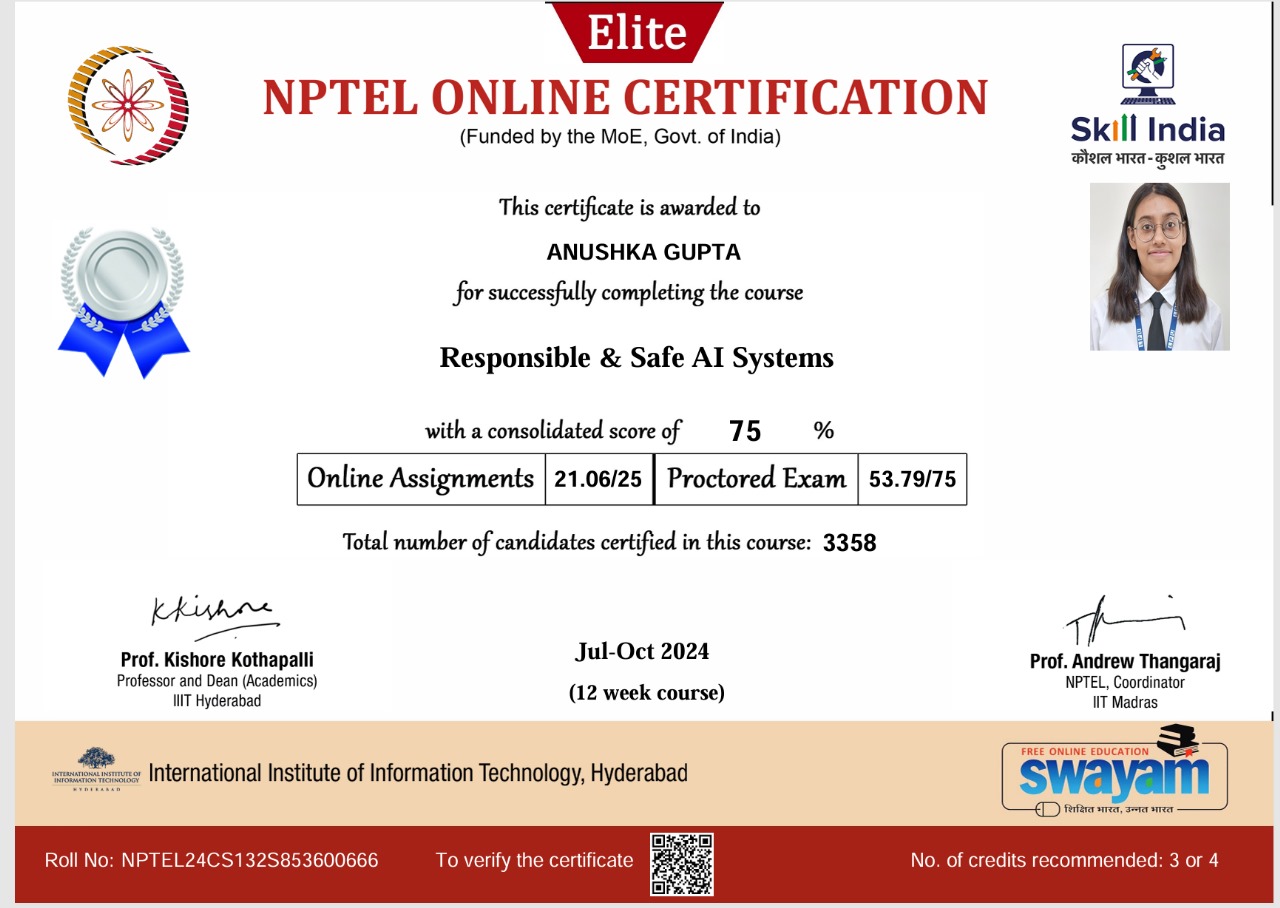 Elite
NPTEL ONLINE CERTIFICATION
(Funded by the MoE, Govt. of India)
Skill India
कौशल भारत - कुशल भारत
This certificate is awarded to
ANUSHKA GUPTA
for successfully completing the course
Responsible & Safe AI Systems
with a consolidated score of 75 %
Online Assignments 21.06/25 Proctored Exam 53.79/75
Total number of candidates certified in this course: 3358
K Kishore
Prof. Kishore Kothapalli
Professor and Dean (Academics)
IIIT Hyderabad
Jul-Oct 2024
(12 week course)
Prof. Andrew Thangaraj
NPTEL, Coordinator
IIT Madras
INTERNATIONAL INSTITUTE OF
INFORMATION TECHNOLOGY
HYDERABAD
International Institute of Information Technology, Hyderabad
FREE ONLINE EDUCATION
swayam
शिक्षित भारत, उन्नत भारत
Roll No: NPTEL24CS132S853600666
To verify the certificate
No. of credits recommended: 3 or 4